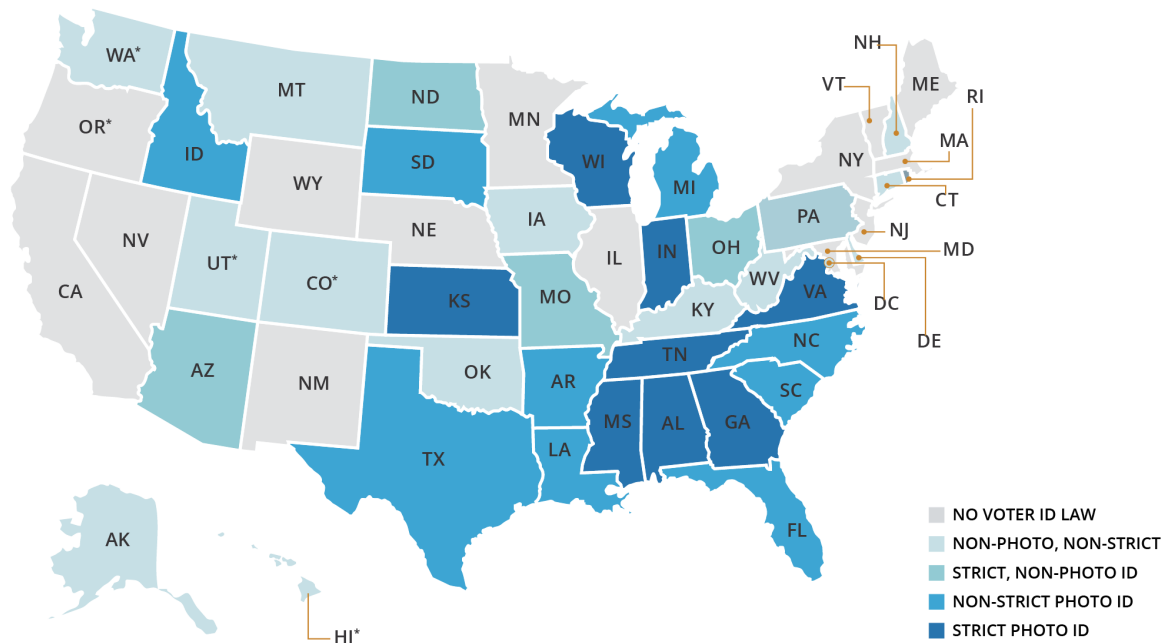 NH
WA*
ME
VT
RI
MT
ND
MN
OR*
MA
ID
SD
WI
NY
MI
WY
CT
PA
IA
NE
NJ
OH
NV
IL
IN
MD
UT*
WV
CO*
VA
CA
KS
MO
DC
KY
DE
NC
TN
AZ
OK
NM
AR
SC
MS
AL
GA
LA
TX
FL
AK
HI*
NO VOTER ID LAW
NON-PHOTO, NON-STRICT
STRICT, NON-PHOTO ID
NON-STRICT PHOTO ID
STRICT PHOTO ID